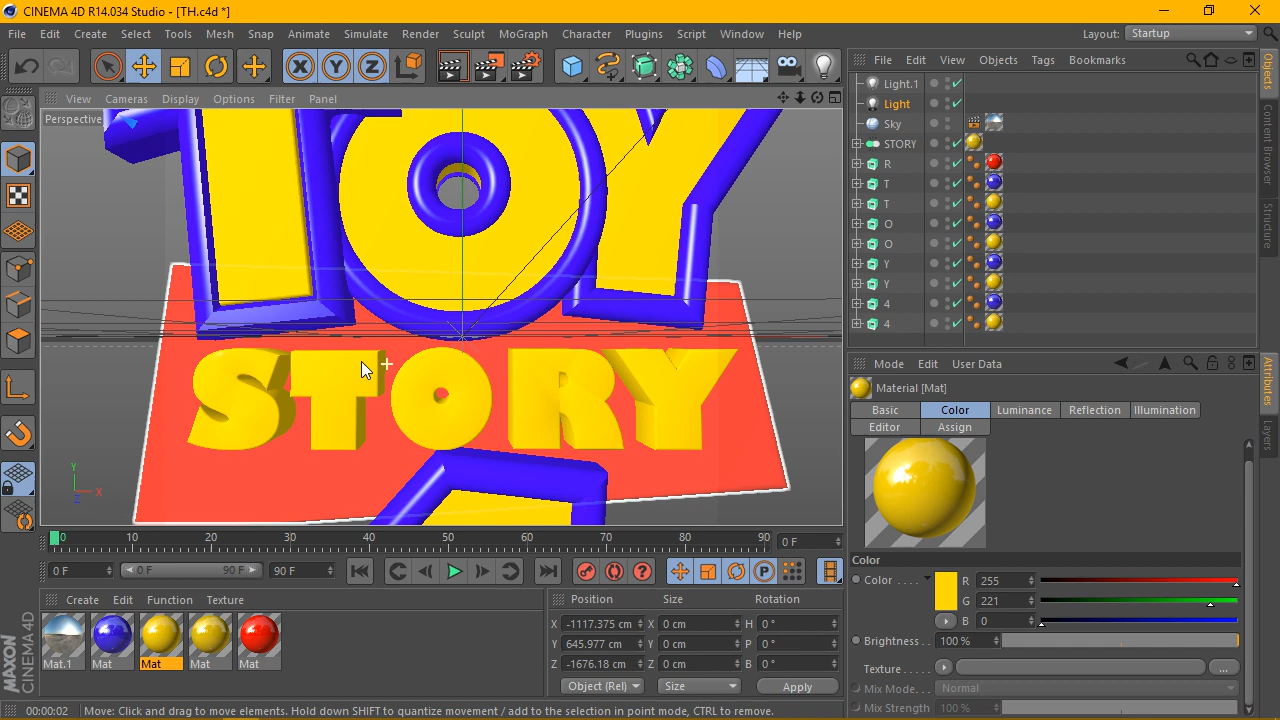 CINEMA 4D R14.034 Studio - [TH.c4d *]
File Edit Create Select Tools Mesh Snap Animate Simulate Render Sculpt MoGraph Character Plugins Script Window Help Layout: Startup
X Y Z
View Cameras Display Options Filter Panel
Perspective
TOY
STORY
Y
Z X
File Edit View Objects Tags Bookmarks
Light.1
Light
Sky
STORY
R
T
T
O
O
Y
Y
4
4
Objects
Content Browser
Structure
Mode Edit User Data
Material [Mat]
Basic Color Luminance Reflection Illumination
Editor Assign
Attributes
Layers
Color
Color . . . . R 255
G 221
B 0
Brightness . . 100 %
Texture . . . . . ...
Mix Mode. . . Normal
Mix Strength 100 %
0 10 20 30 40 50 60 70 80 90 0 F
0 F 0 F 90 F 90 F P
Create Edit Function Texture
Mat.1 Mat Mat Mat Mat
Position Size Rotation
X -1117.375 cm X 0 cm H 0 °
Y 645.977 cm Y 0 cm P 0 °
Z -1676.18 cm Z 0 cm B 0 °
Object (Rel) Size Apply
MAXON
CINEMA 4D
00:00:02 Move: Click and drag to move elements. Hold down SHIFT to quantize movement / add to the selection in point mode, CTRL to remove.